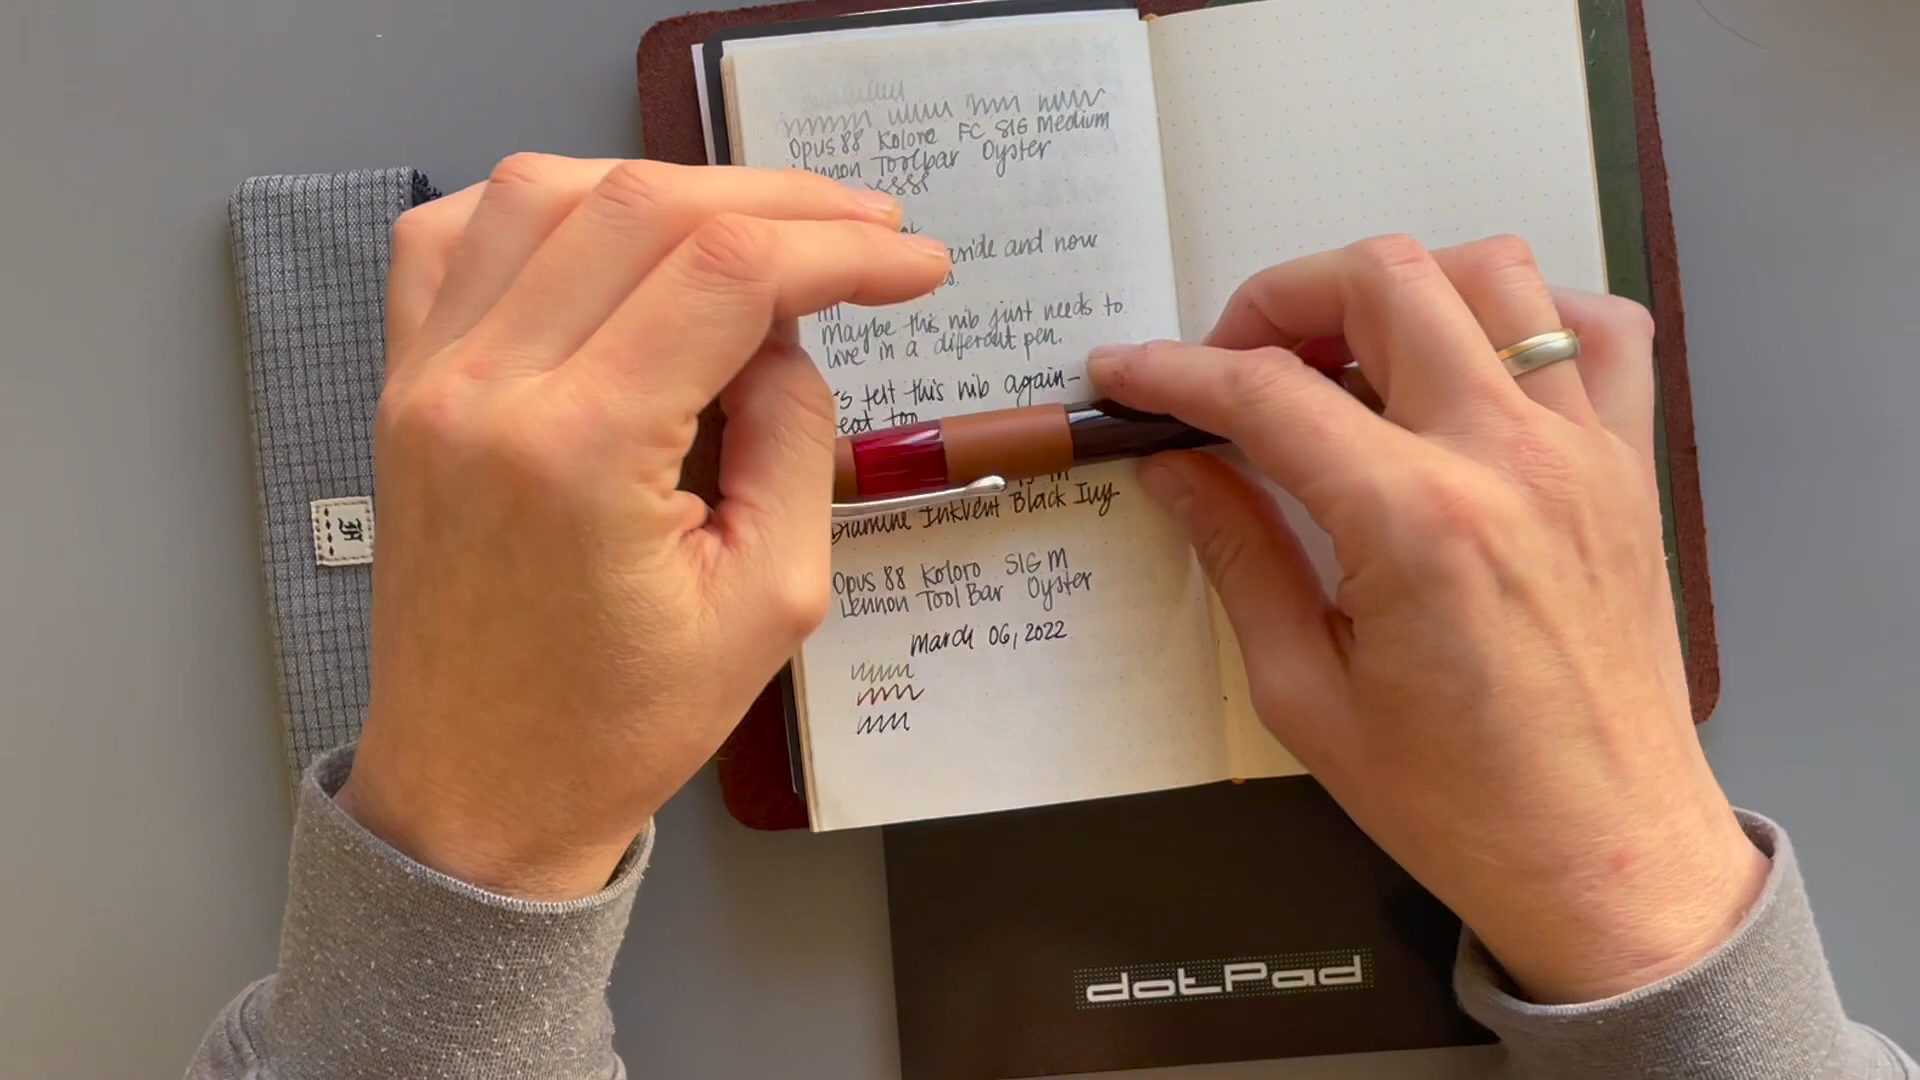 Opus 88 Koloro FC SIG Medium
Lennon Toolbar Oyster
aside and now
Maybe this nib just needs to
live in a different pen.
felt this nib again—
too
Diamine Inkvent Black Ivy
Opus 88 Koloro SIG M
Lennon Tool Bar Oyster
March 06, 2022
dotPad